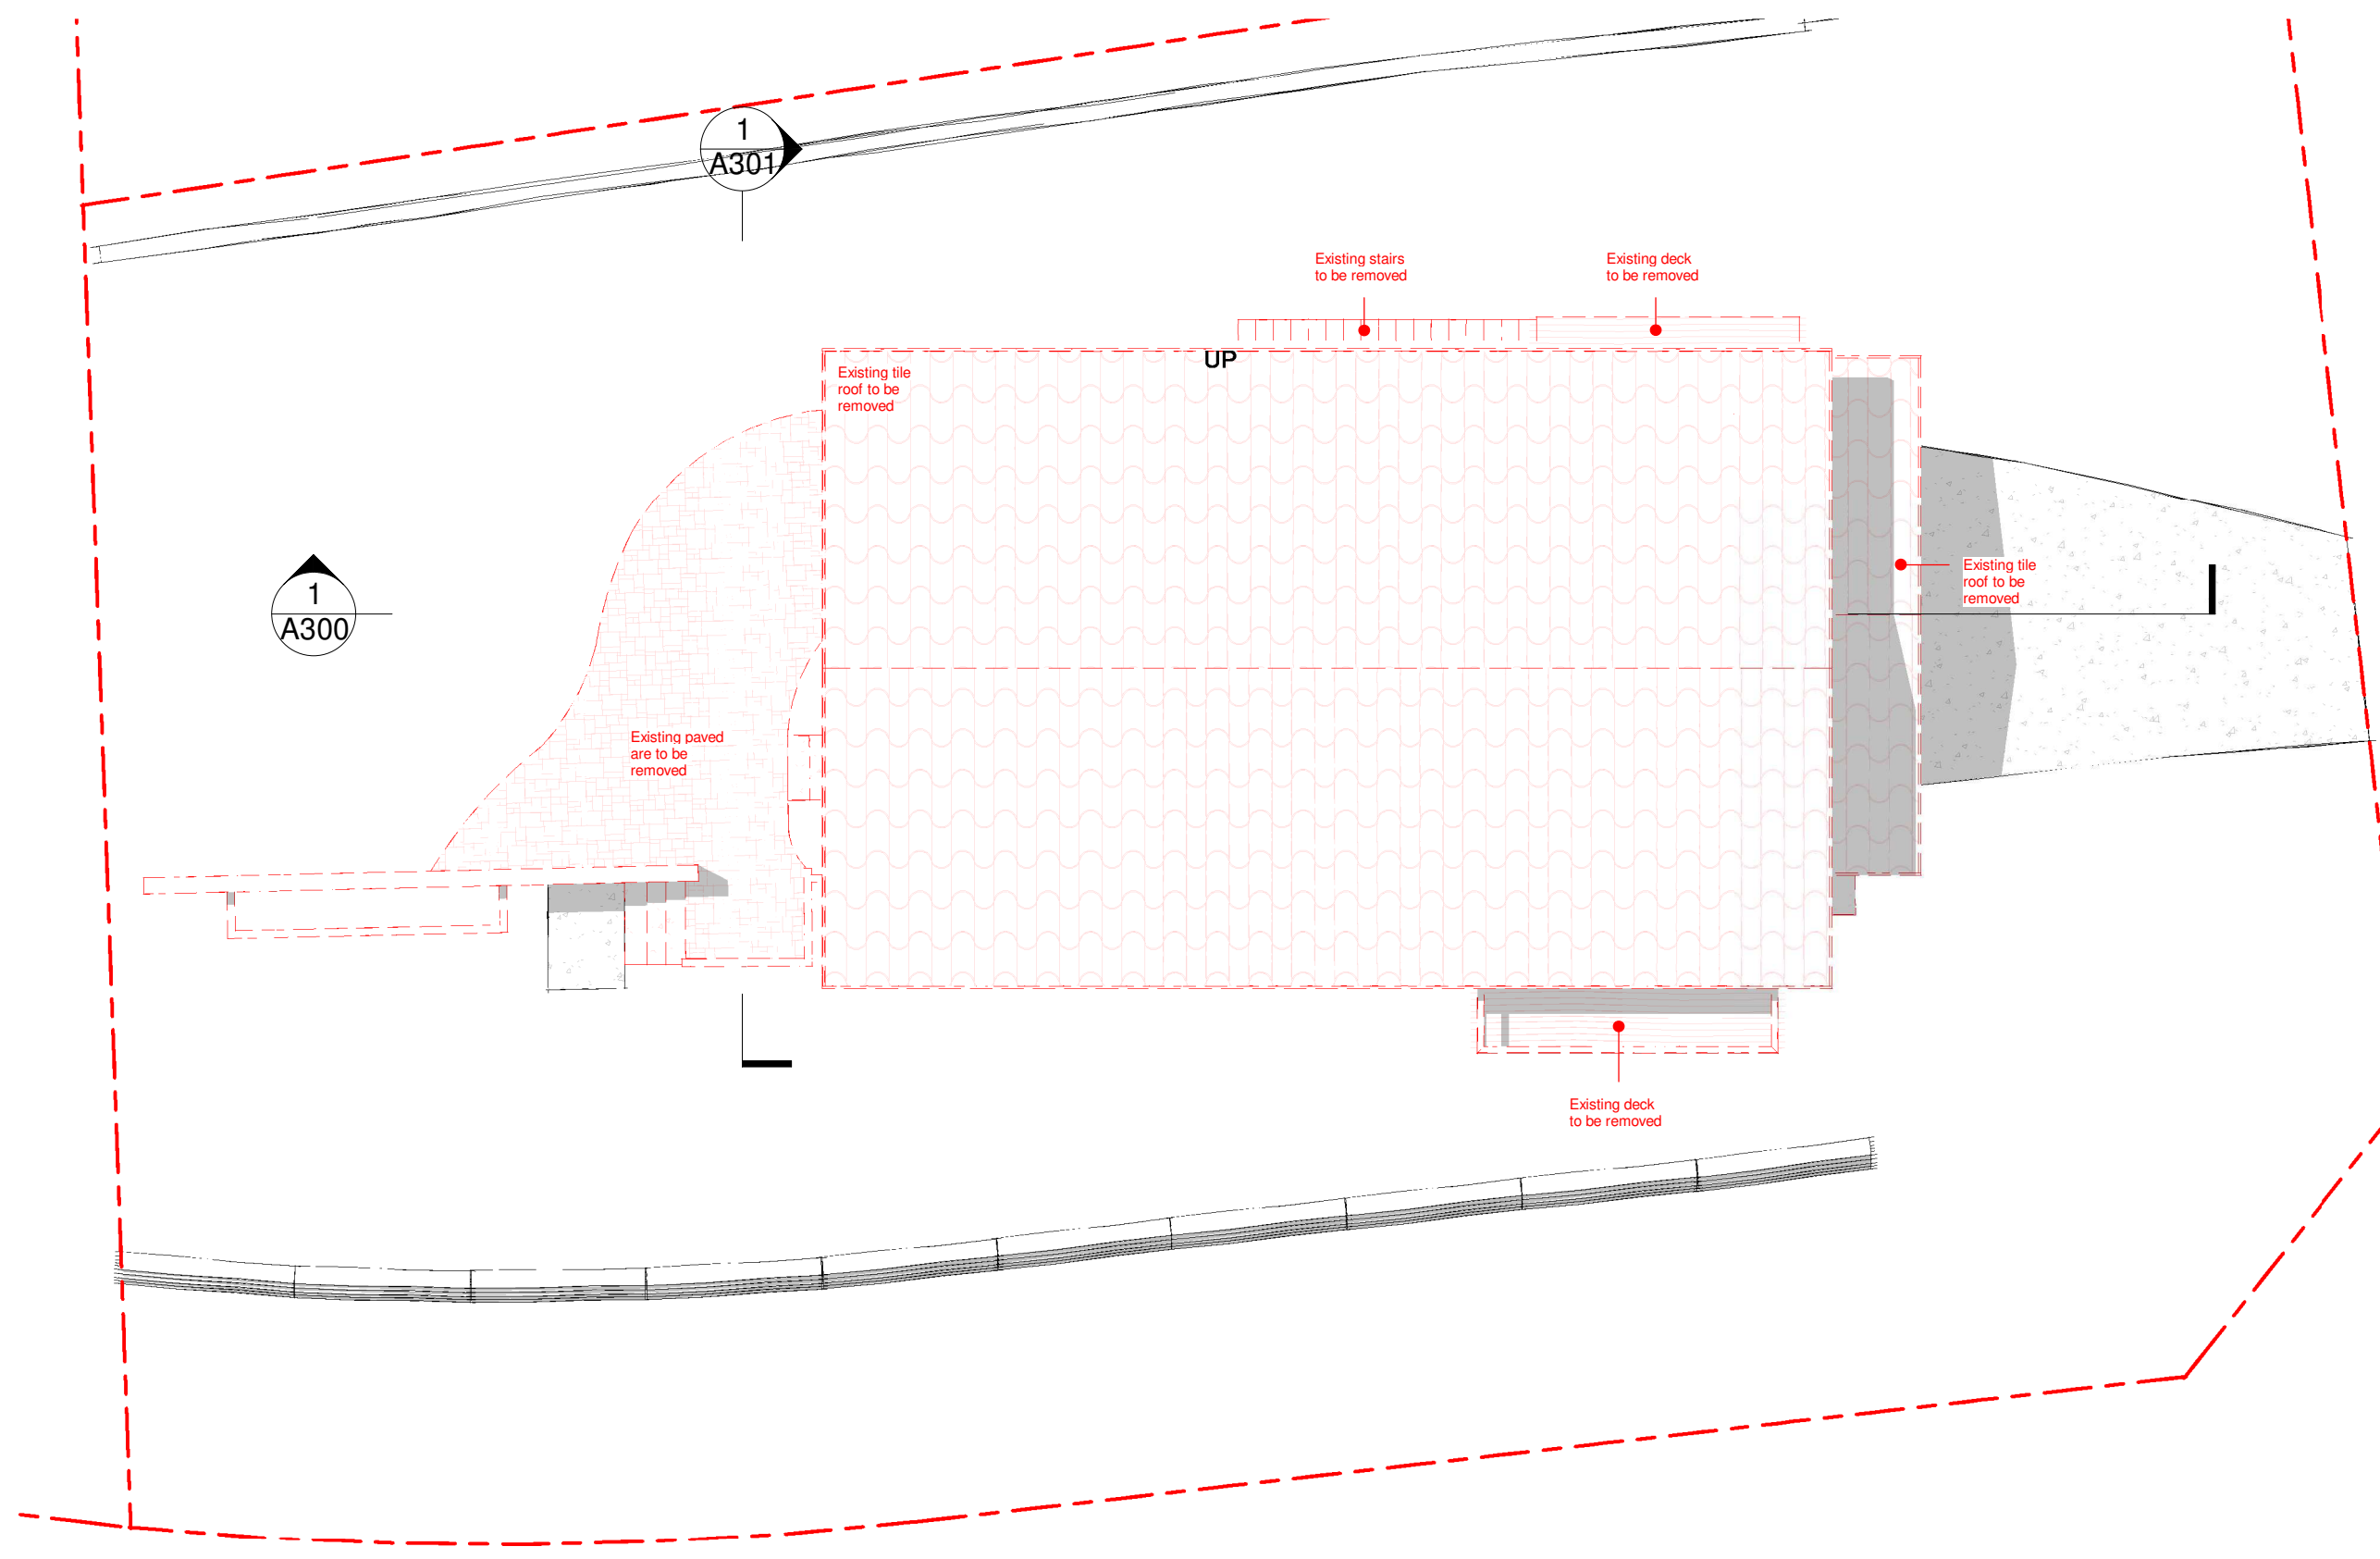 1
A301
Existing stairs
to be removed
Existing deck
to be removed
UP
Existing tile
roof to be
removed
1
A300
Existing tile
roof to be
removed
Existing paved
are to be
removed
Existing deck
to be removed